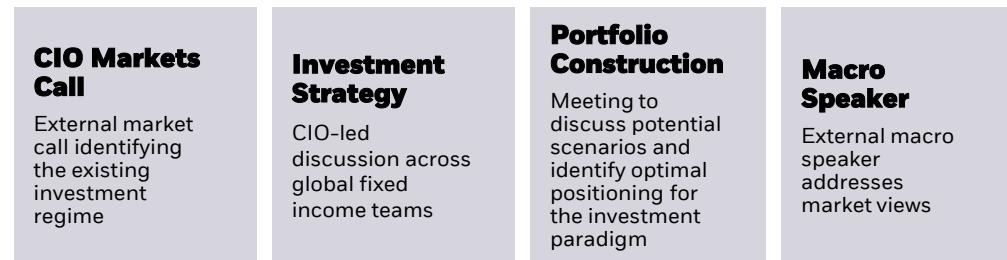 CIO Markets
Call
External market
call identifying
the existing
investment
regime
Investment
Strategy
CIO-led
discussion across
global fixed
income teams
Portfolio
Construction
Meeting to
discuss potential
scenarios and
identify optimal
positioning for
the investment
paradigm
Macro
Speaker
External macro
speaker
addresses
market views